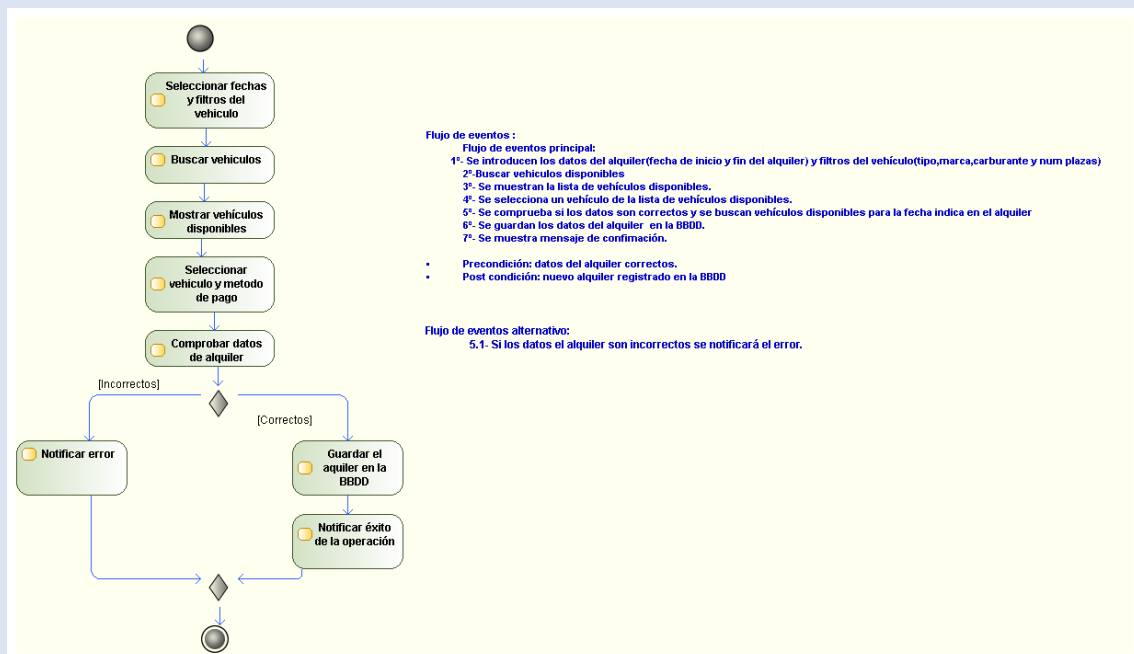 Seleccionar fechas
y filtros del
vehiculo
Buscar vehiculos
Mostrar vehículos
disponibles
Seleccionar
vehiculo y metodo
de pago
Comprobar datos
de alquiler
[Incorrectos]
[Correctos]
Notificar error
Guardar el
aquiler en la
BBDD
Notificar éxito
de la operación
Flujo de eventos :
Flujo de eventos principal:
1º- Se introducen los datos del alquiler(fecha de inicio y fin del alquiler) y filtros del vehículo(tipo,marca,carburante y num plazas)
2º-Buscar vehiculos disponibles
3º- Se muestran la lista de vehículos disponibles.
4º- Se selecciona un vehículo de la lista de vehículos disponibles.
5º- Se comprueba si los datos son correctos y se buscan vehículos disponibles para la fecha indica en el alquiler
6º- Se guardan los datos del alquiler en la BBDD.
7º- Se muestra mensaje de confimación.
• Precondición: datos del alquiler correctos.
• Post condición: nuevo alquiler registrado en la BBDD
Flujo de eventos alternativo:
5.1- Si los datos el alquiler son incorrectos se notificará el error.